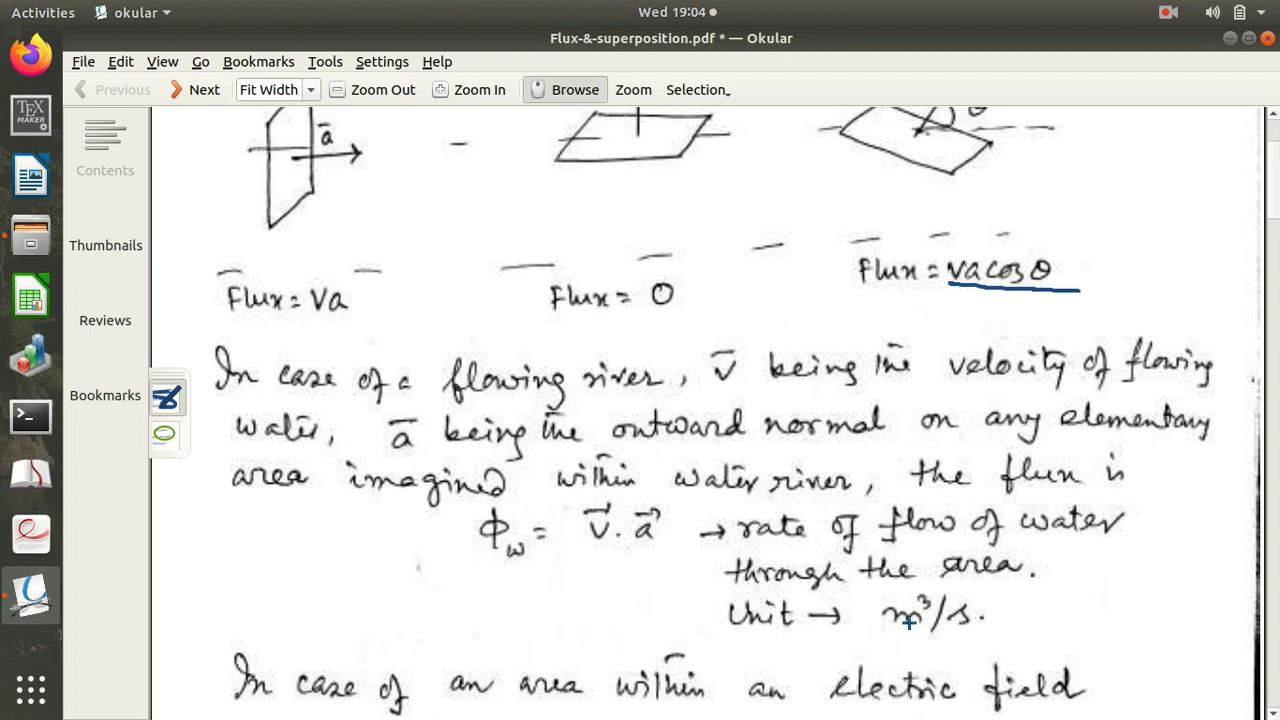 Activities okular Wed 19:04
Flux-&-superposition.pdf * — Okular
File Edit View Go Bookmarks Tools Settings Help
Previous Next Fit Width Zoom Out Zoom In Browse Zoom Selection
Contents
Thumbnails
Reviews
Bookmarks
TEX MAKER
a̅
θ
Flux = va
Flux = 0
Flux = va cos θ
In case of a flowing river, v̅ being the velocity of flowing
water, a̅ being the outward normal on any elementary
area imagined within water river, the flux is
Φw = v⃗ . a⃗ → rate of flow of water
through the area.
Unit → m³/s.
In case of an area within an electric field